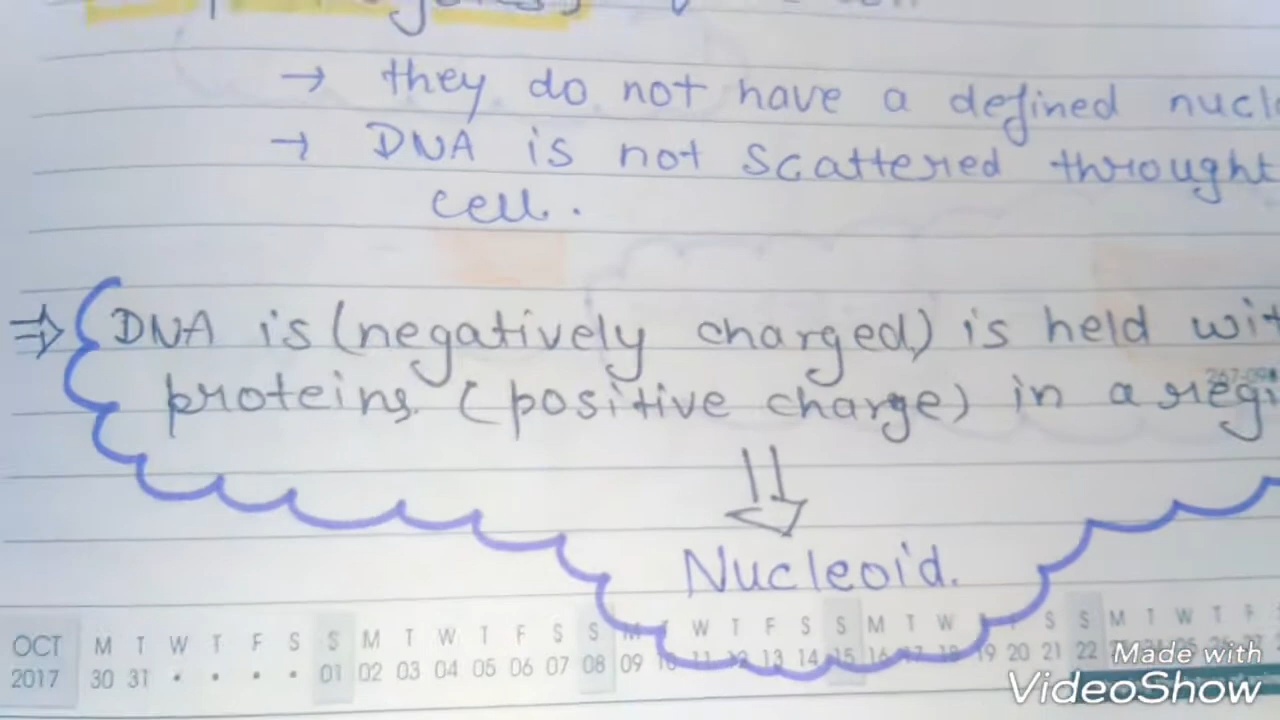 → they do not have a defined nucl
→ DNA is not scattered throught
cell.
⇒ DNA is (negatively charged) is held wit
proteins (positive charge) in a regi
⇓
Nucleoid.
OCT M T W T F S S M T W T F S S M T W T F S S M T W T F S S M T W T F
2017 30 31 • • • • 01 02 03 04 05 06 07 08 09 10 11 12 13 14 15 16 17 18 19 20 21 22
Made with
VideoShow